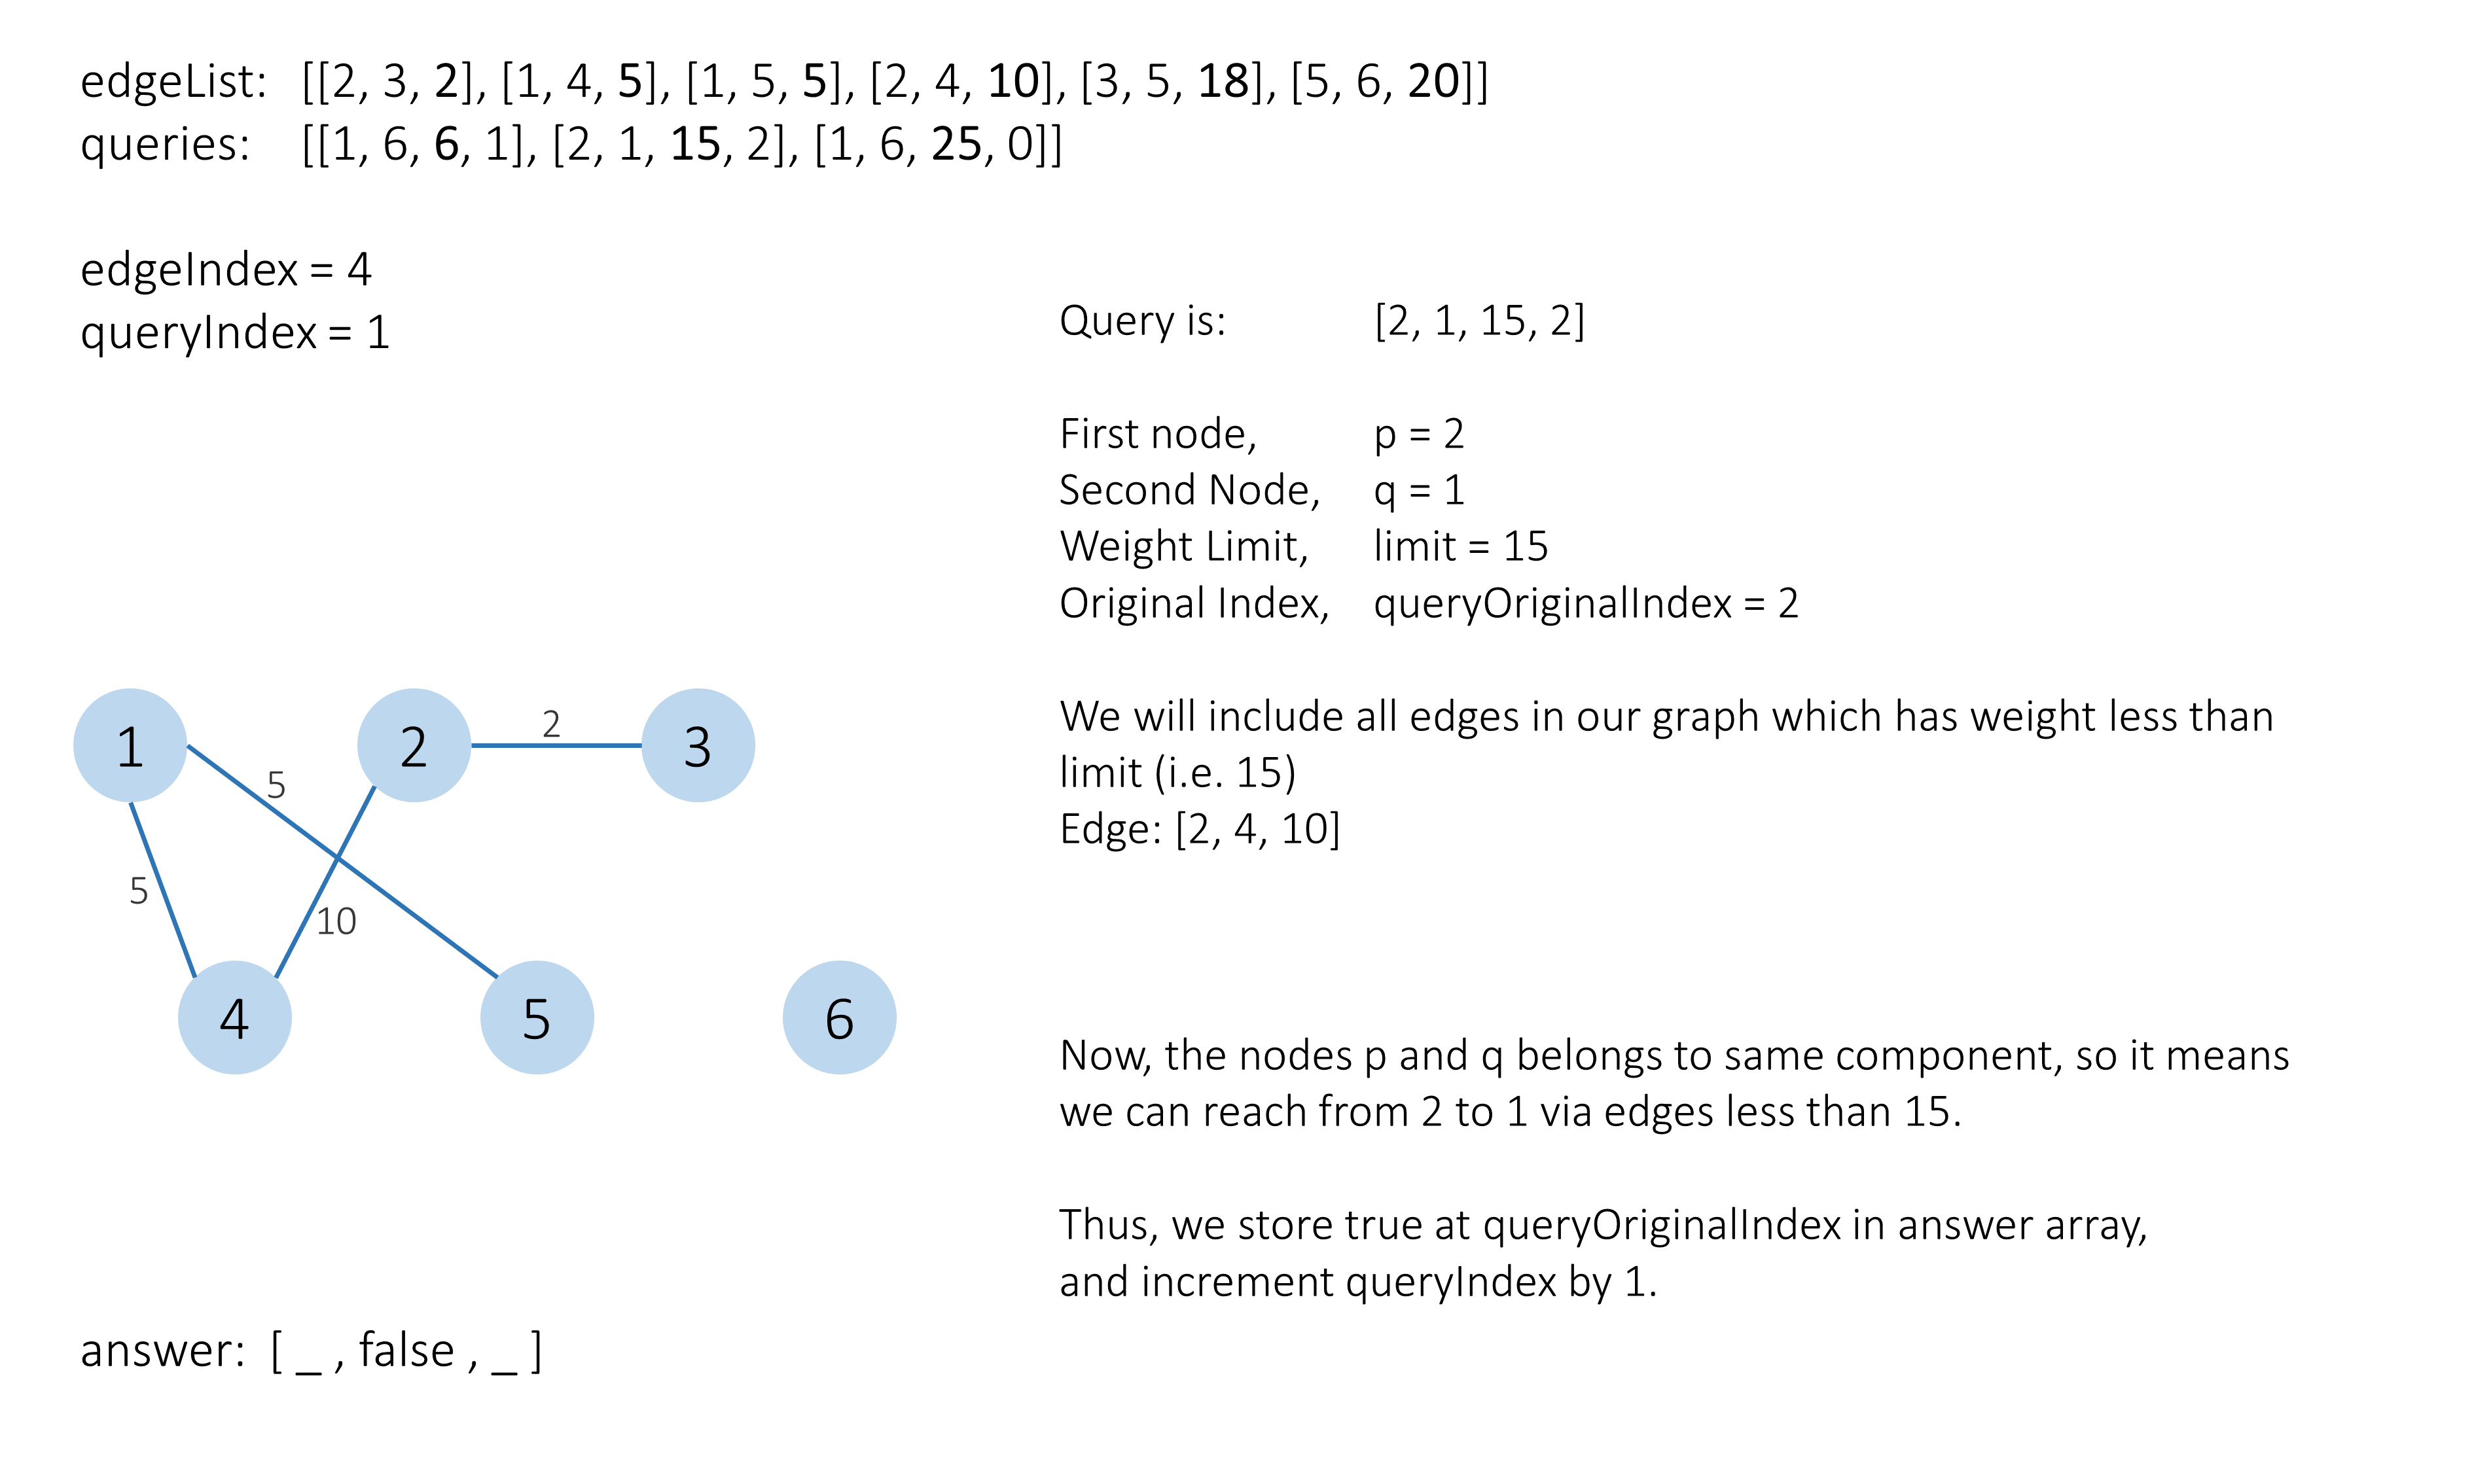 edgeList: [[2, 3, 2], [1, 4, 5], [1, 5, 5], [2, 4, 10], [3, 5, 18], [5, 6, 20]]
queries: [[1, 6, 6, 1], [2, 1, 15, 2], [1, 6, 25, 0]]
edgeIndex = 4
queryIndex = 1
Query is: [2, 1, 15, 2]
First node, p = 2
Second Node, q = 1
Weight Limit, limit = 15
Original Index, queryOriginalIndex = 2
We will include all edges in our graph which has weight less than
limit (i.e. 15)
Edge: [2, 4, 10]
1
2
3
2
5
5
10
4
5
6
Now, the nodes p and q belongs to same component, so it means
we can reach from 2 to 1 via edges less than 15.
Thus, we store true at queryOriginalIndex in answer array,
and increment queryIndex by 1.
answer: [ _ , false , _ ]